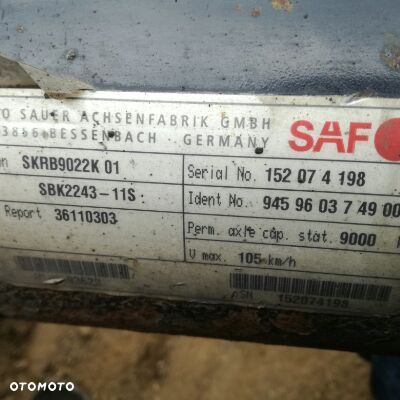 O SAUER ACHSENFABRIK GMBH
BESSENBACH GERMANY
SAF
SKRB9022K 01
SBK2243-11S
Report 36110303
Serial No. 152 07 4 198
Ident No. 945 96 03 7 49 00
Perm. axle cap. stat. 9000
V max. 105 km/h
ASN 152074198
OTOMOTO